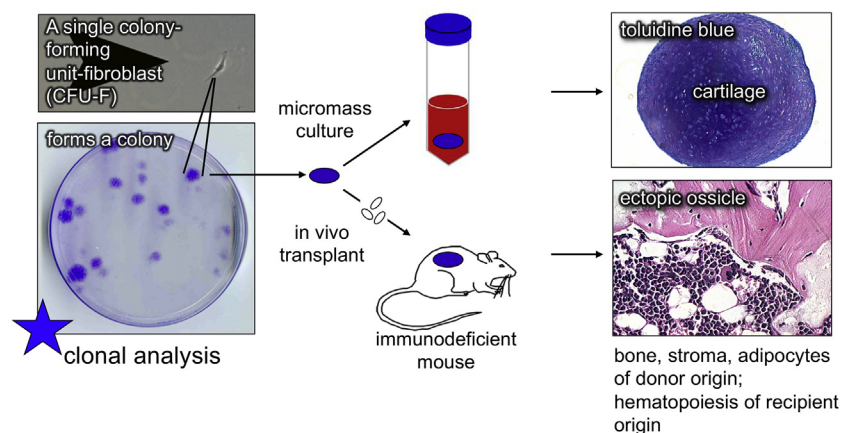 A single colony-
forming
unit-fibroblast
(CFU-F)
forms a colony
clonal analysis
micromass
culture
in vivo
transplant
immunodeficient
mouse
toluidine blue
cartilage
ectopic ossicle
bone, stroma, adipocytes
of donor origin;
hematopoiesis of recipient
origin